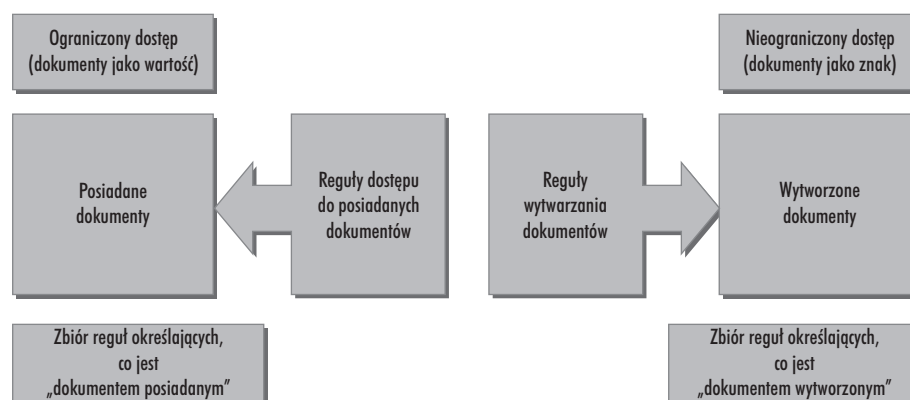 Ograniczony dostęp
(dokumenty jako wartość)
Nieograniczony dostęp
(dokumenty jako znak)
Posiadane
dokumenty
Reguły dostępu
do posiadanych
dokumentów
Reguły
wytwarzania
dokumentów
Wytworzone
dokumenty
Zbiór reguł określających,
co jest
„dokumentem posiadanym”
Zbiór reguł określających,
co jest
„dokumentem wytworzonym”